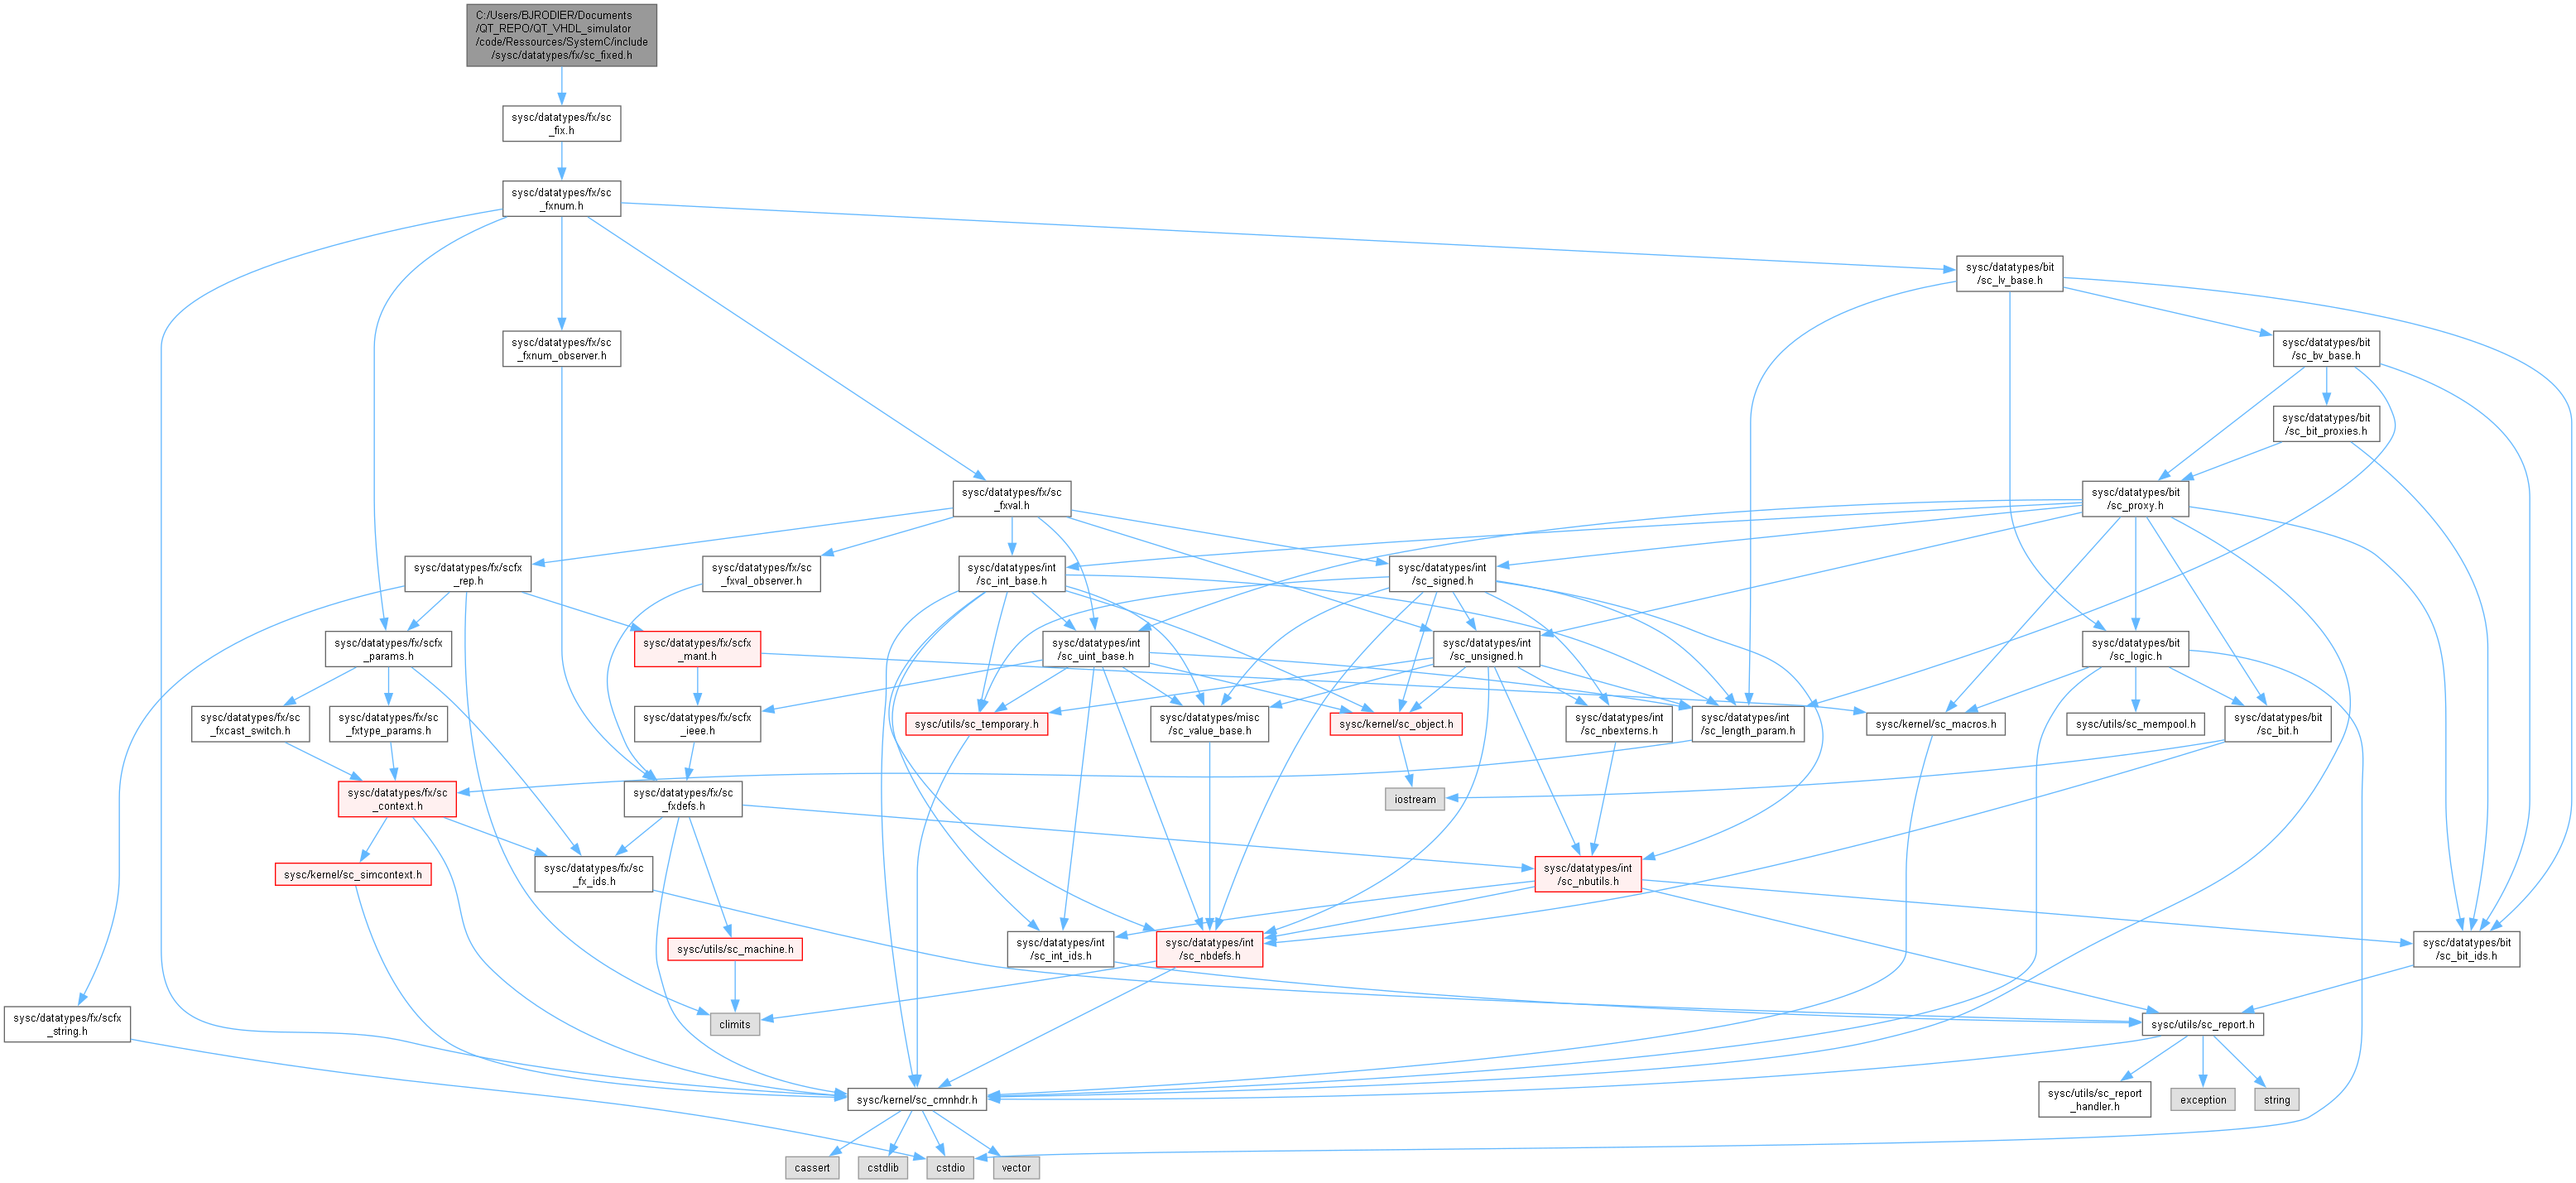 C:/Users/BJRODIER/Documents
/QT_REPO/QT_VHDL_simulator
/code/Ressources/SystemC/include
/sysc/datatypes/fx/sc_fixed.h
sysc/datatypes/fx/sc
_fix.h
sysc/datatypes/fx/sc
_fxnum.h
sysc/datatypes/bit
/sc_lv_base.h
sysc/datatypes/fx/sc
_fxnum_observer.h
sysc/datatypes/bit
/sc_bv_base.h
sysc/datatypes/bit
/sc_bit_proxies.h
sysc/datatypes/fx/sc
_fxval.h
sysc/datatypes/bit
/sc_proxy.h
sysc/datatypes/fx/scfx
_rep.h
sysc/datatypes/fx/sc
_fxval_observer.h
sysc/datatypes/int
/sc_int_base.h
sysc/datatypes/int
/sc_signed.h
sysc/datatypes/fx/scfx
_params.h
sysc/datatypes/fx/scfx
_mant.h
sysc/datatypes/int
/sc_uint_base.h
sysc/datatypes/int
/sc_unsigned.h
sysc/datatypes/bit
/sc_logic.h
sysc/datatypes/fx/sc
_fxcast_switch.h
sysc/datatypes/fx/sc
_fxtype_params.h
sysc/datatypes/fx/scfx
_ieee.h
sysc/utils/sc_temporary.h
sysc/datatypes/misc
/sc_value_base.h
sysc/kernel/sc_object.h
sysc/datatypes/int
/sc_nbexterns.h
sysc/datatypes/int
/sc_length_param.h
sysc/kernel/sc_macros.h
sysc/utils/sc_mempool.h
sysc/datatypes/bit
/sc_bit.h
sysc/datatypes/fx/sc
_context.h
sysc/datatypes/fx/sc
_fxdefs.h
iostream
sysc/kernel/sc_simcontext.h
sysc/datatypes/fx/sc
_fx_ids.h
sysc/datatypes/int
/sc_nbutils.h
sysc/utils/sc_machine.h
sysc/datatypes/int
/sc_int_ids.h
sysc/datatypes/int
/sc_nbdefs.h
sysc/datatypes/bit
/sc_bit_ids.h
sysc/datatypes/fx/scfx
_string.h
climits
sysc/utils/sc_report.h
sysc/kernel/sc_cmnhdr.h
sysc/utils/sc_report
_handler.h
exception
string
cassert
cstdlib
cstdio
vector